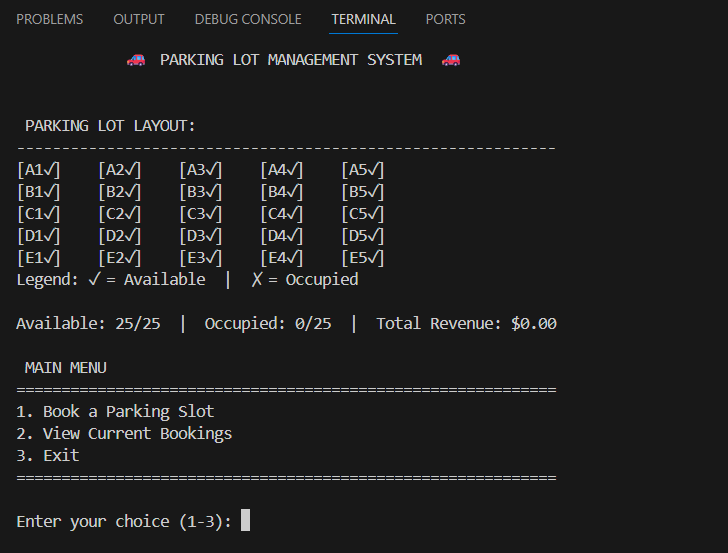 PROBLEMS OUTPUT DEBUG CONSOLE TERMINAL PORTS
🚗 PARKING LOT MANAGEMENT SYSTEM 🚗
PARKING LOT LAYOUT:
------------------------------------------------------------
[A1✓] [A2✓] [A3✓] [A4✓] [A5✓]
[B1✓] [B2✓] [B3✓] [B4✓] [B5✓]
[C1✓] [C2✓] [C3✓] [C4✓] [C5✓]
[D1✓] [D2✓] [D3✓] [D4✓] [D5✓]
[E1✓] [E2✓] [E3✓] [E4✓] [E5✓]
Legend: ✓ = Available | ✗ = Occupied
Available: 25/25 | Occupied: 0/25 | Total Revenue: $0.00
MAIN MENU
============================================================
1. Book a Parking Slot
2. View Current Bookings
3. Exit
============================================================
Enter your choice (1-3):